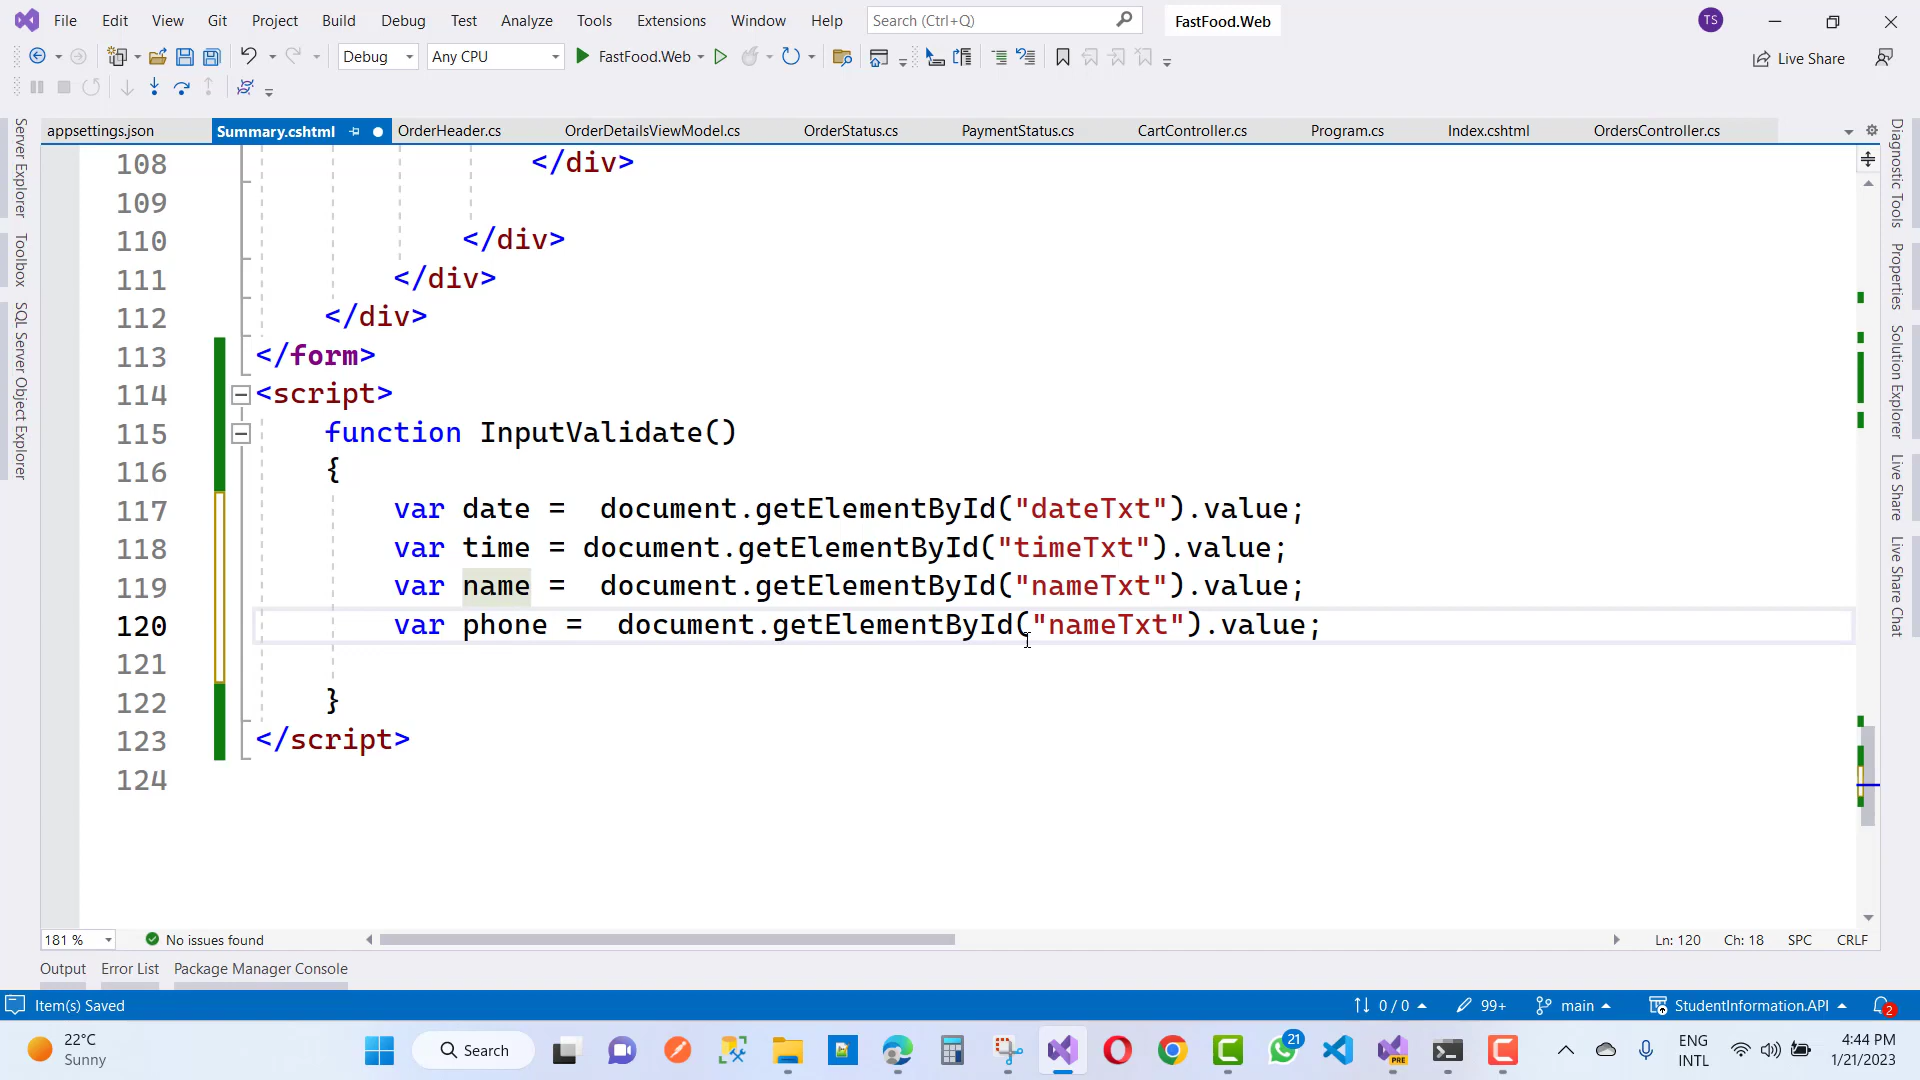 File Edit View Git Project Build Debug Test Analyze Tools Extensions Window Help Search (Ctrl+Q) FastFood.Web TS
Debug Any CPU FastFood.Web Live Share
appsettings.json Summary.cshtml OrderHeader.cs OrderDetailsViewModel.cs OrderStatus.cs PaymentStatus.cs CartController.cs Program.cs Index.cshtml OrdersController.cs
Server Explorer
Toolbox
SQL Server Object Explorer
108 </div>
109
110 </div>
111 </div>
112 </div>
113 </form>
114 <script>
115 function InputValidate()
116 {
117 var date =  document.getElementById("dateTxt").value;
118 var time = document.getElementById("timeTxt").value;
119 var name =  document.getElementById("nameTxt").value;
120 var phone =  document.getElementById("nameTxt").value;
121
122 }
123 </script>
124
Diagnostic Tools
Properties
Solution Explorer
Live Share
Live Share Chat
181 % No issues found Ln: 120 Ch: 18 SPC CRLF
Output Error List Package Manager Console
Item(s) Saved 0 / 0 99+ main StudentInformation.API 2
22°C
Sunny
Search
21
PRE
ENG
INTL
4:44 PM
1/21/2023